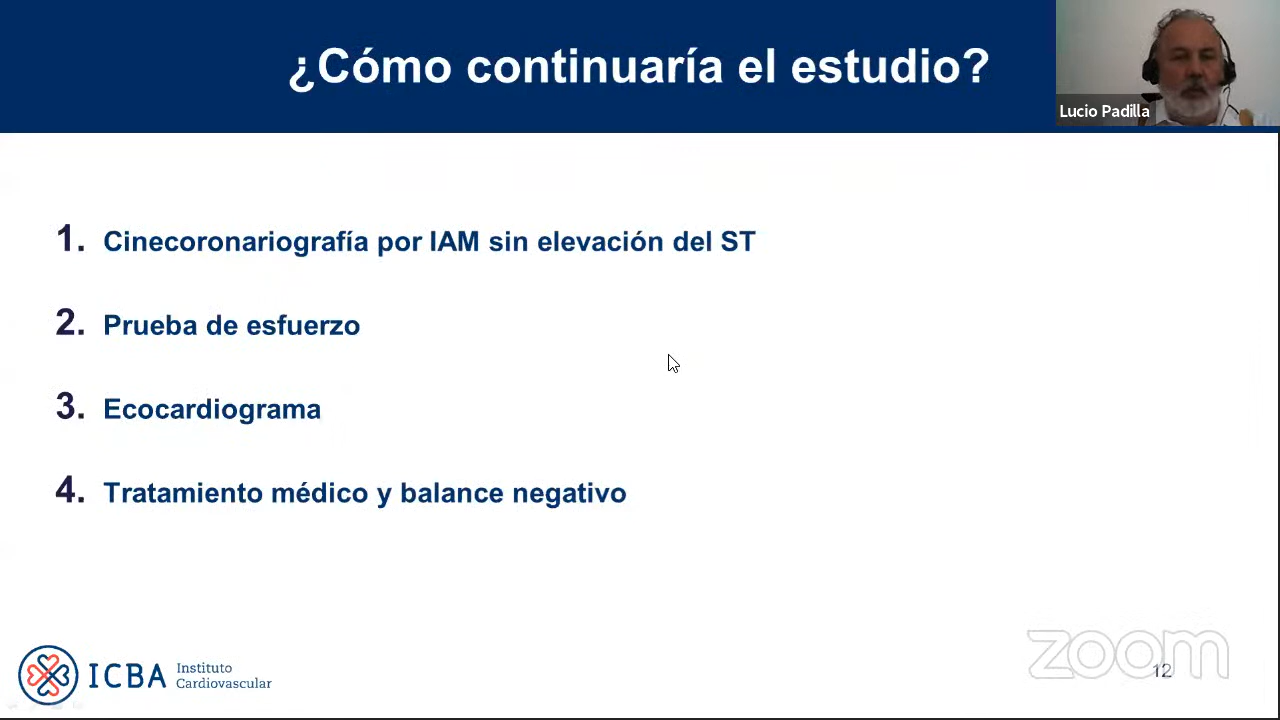 ¿Cómo continuaría el estudio?
Lucio Padilla
1. Cinecoronariografía por IAM sin elevación del ST
2. Prueba de esfuerzo
3. Ecocardiograma
4. Tratamiento médico y balance negativo
ICBA Instituto
Cardiovascular
zoom
12